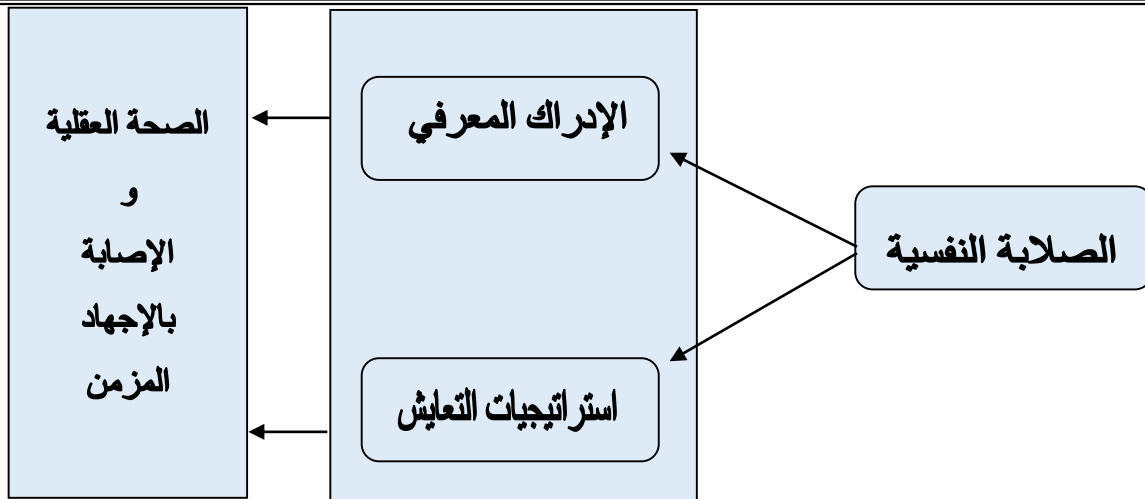 الصلابة النفسية
الإدراك المعرفي
استراتيجيات التعايش
الصحة العقلية
و
الإصابة
بالإجهاد
المزمن